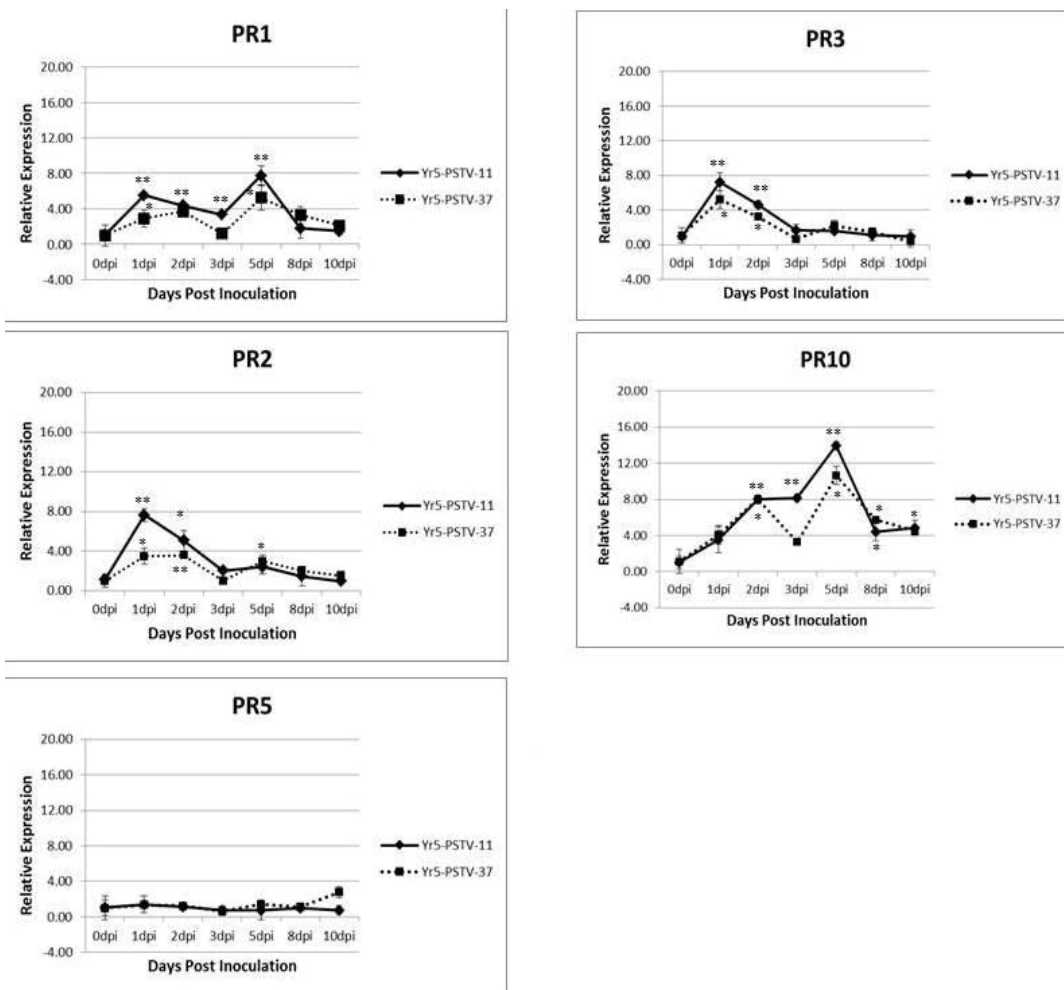 PR1
20.00
16.00
12.00
8.00
4.00
0.00
-4.00
Relative Expression
** ** ** **
* *
0dpi 1dpi 2dpi 3dpi 5dpi 8dpi 10dpi
Days Post Inoculation
Yr5-PSTV-11
Yr5-PSTV-37
PR3
20.00
16.00
12.00
8.00
4.00
0.00
-4.00
Relative Expression
** **
* *
0dpi 1dpi 2dpi 3dpi 5dpi 8dpi 10dpi
Days Post Inoculation
Yr5-PSTV-11
Yr5-PSTV-37
PR2
20.00
16.00
12.00
8.00
4.00
0.00
Relative Expression
** *
* ** *
0dpi 1dpi 2dpi 3dpi 5dpi 8dpi 10dpi
Days Post Inoculation
Yr5-PSTV-11
Yr5-PSTV-37
PR10
20.00
16.00
12.00
8.00
4.00
0.00
-4.00
Relative Expression
** ** ** * *
* * *
0dpi 1dpi 2dpi 3dpi 5dpi 8dpi 10dpi
Days Post Inoculation
Yr5-PSTV-11
Yr5-PSTV-37
PR5
20.00
16.00
12.00
8.00
4.00
0.00
-4.00
Relative Expression
0dpi 1dpi 2dpi 3dpi 5dpi 8dpi 10dpi
Days Post Inoculation
Yr5-PSTV-11
Yr5-PSTV-37